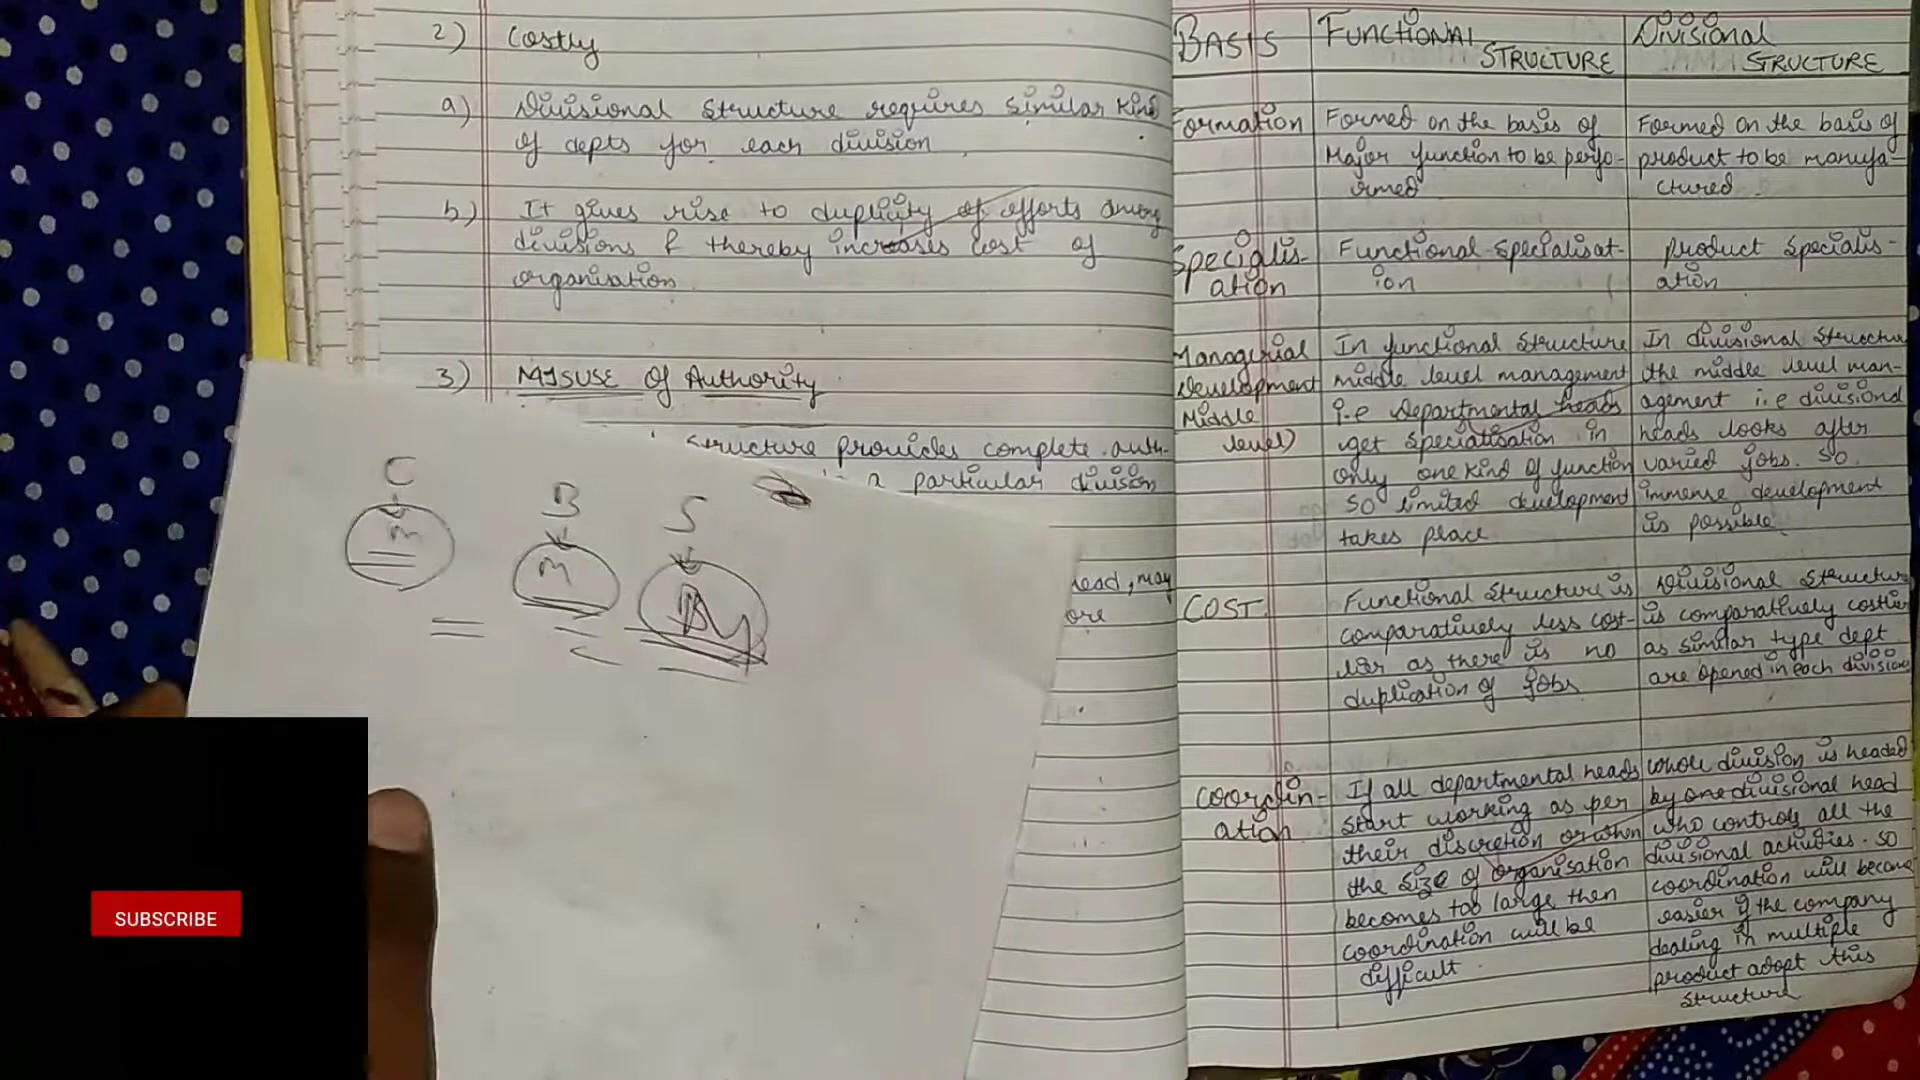 2) Costly
a) Divisional Structure requires similar kind
of depts for each division
b) It gives rise to duplicity of efforts among
divisions & thereby increases cost of
organisation
3) MISUSE Of Authority
structure provides complete auth-
a particular divison
head, may
ore
C
m
B
m
S
BASIS
FUNCTIONAL STRUCTURE
Divisional STRUCTURE
Formation
Formed on the basis of
Major function to be perfo-
ormed
Formed on the basis of
product to be manufa-
ctured
Specialis-
ation
Functional Specialisat-
ion
product specialis-
ation
Managerial
Development
Middle
level)
In functional structure
middle level management
i.e Departmental heads
get specialisation in
only one kind of function
so limited development
takes place
In divisional structure
the middle level man-
agement i.e divisional
heads looks after
varied jobs. so
immense development
is possible
COST
Functional structure is
comparatively less cost-
lier as there is no
duplication of jobs
Divisional structure
is comparatively costlier
as similar type dept
are opened in each division
Coordin-
ation
If all departmental heads
start working as per
their discretion or when
the size of organisation
becomes too large then
coordination will be
difficult
whole division is headed
by one divisional head
who controls all the
divisional activities. so
coordination will become
easier if the company
dealing in multiple
product adopt this
structure
SUBSCRIBE